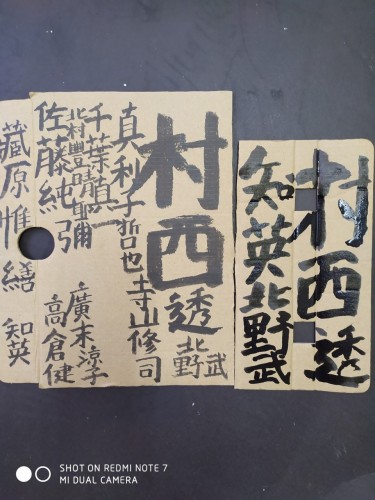 村西透
知英北野武
村西透
北野武
寺山修司
真利子哲也
千葉真一
廣末涼子
北村豐晴
佐藤純弘
高倉健
藏原惟繕
知英
SHOT ON REDMI NOTE 7
MI DUAL CAMERA